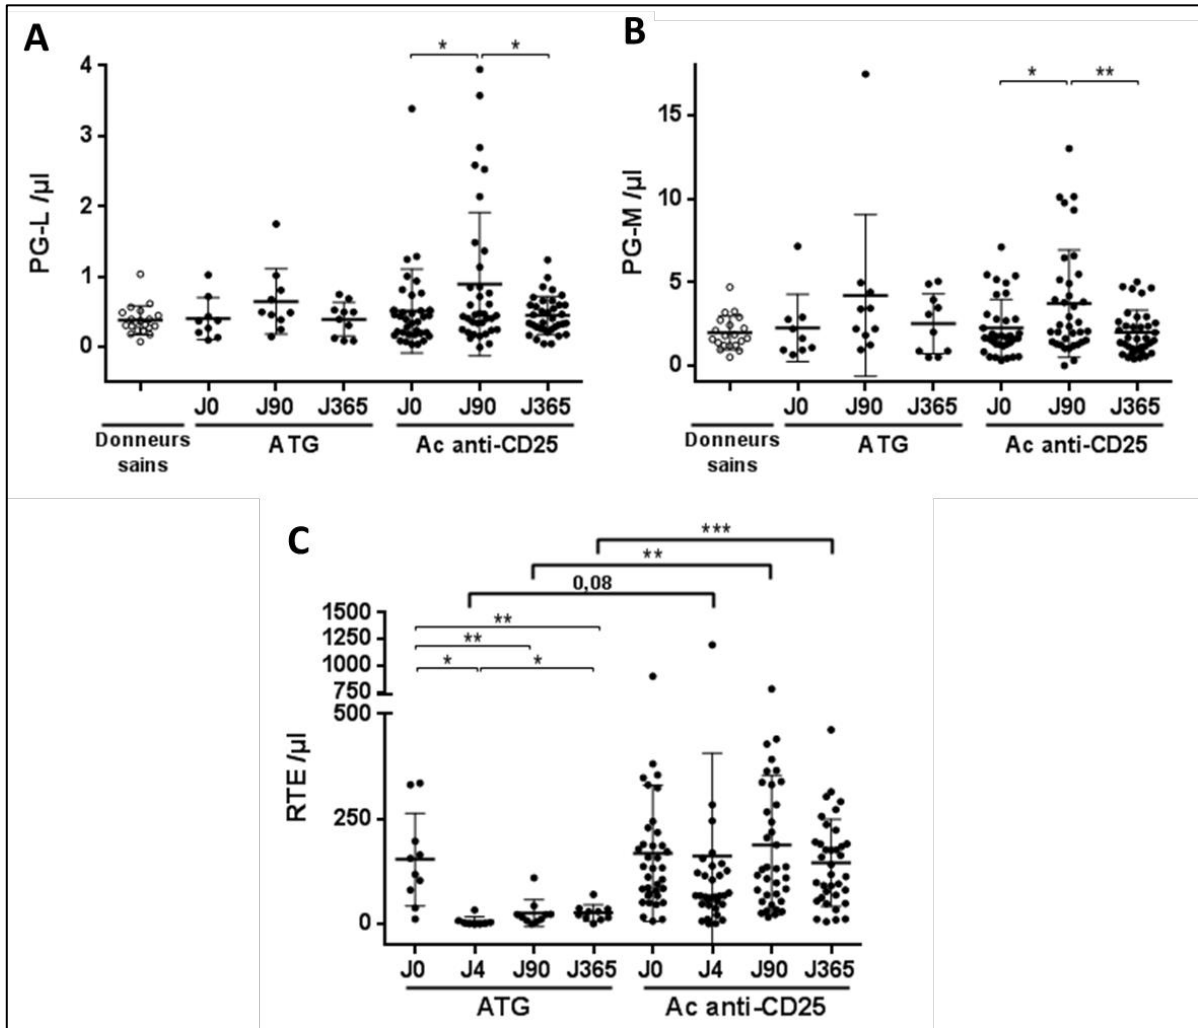 A
PG-L /µl
4
3
2
1
0
*
*
J0 J90 J365 J0 J90 J365
Donneurs sains
ATG
Ac anti-CD25
B
PG-M /µl
15
10
5
0
*
**
J0 J90 J365 J0 J90 J365
Donneurs sains
ATG
Ac anti-CD25
C
RTE /µl
1500
1250
1000
750
500
250
0
***
**
0,08
**
**
*
*
J0 J4 J90 J365 J0 J4 J90 J365
ATG
Ac anti-CD25